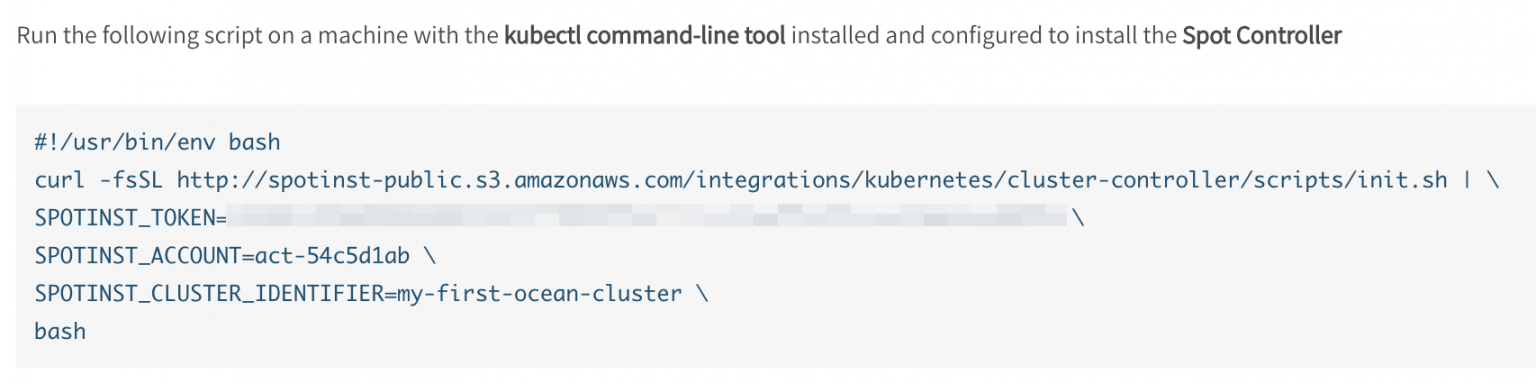 Run the following script on a machine with the kubectl command-line tool installed and configured to install the Spot Controller
#!/usr/bin/env bash
curl -fsSL http://spotinst-public.s3.amazonaws.com/integrations/kubernetes/cluster-controller/scripts/init.sh | \
SPOTINST_TOKEN= \
SPOTINST_ACCOUNT=act-54c5d1ab \
SPOTINST_CLUSTER_IDENTIFIER=my-first-ocean-cluster \
bash